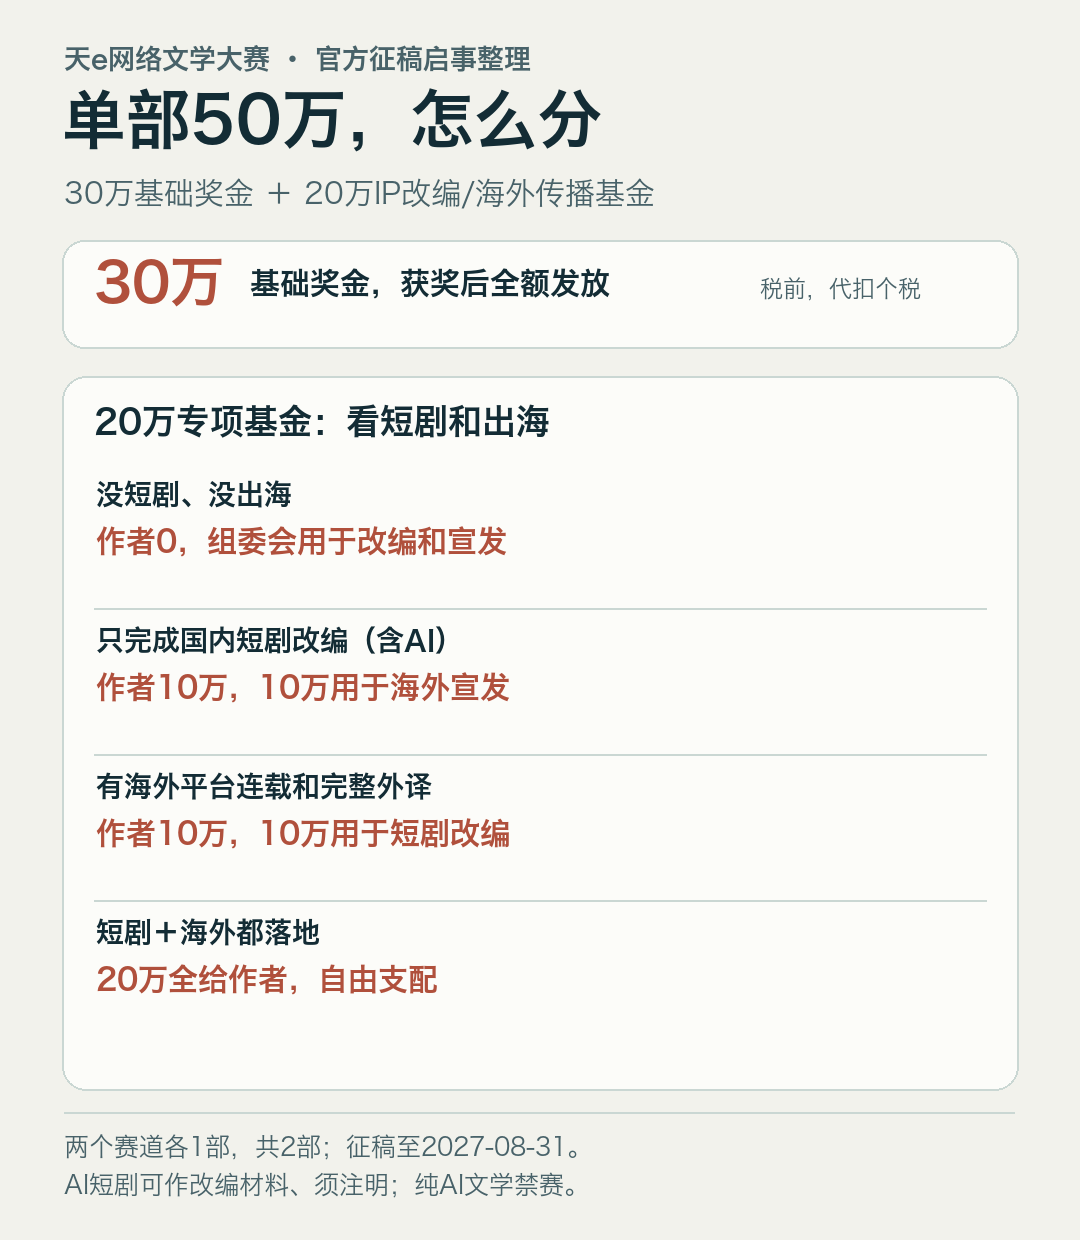 天e网络文学大赛 · 官方征稿启事整理
单部50万，怎么分
30万基础奖金 ＋ 20万IP改编/海外传播基金
30万 基础奖金，获奖后全额发放 税前，代扣个税
20万专项基金：看短剧和出海
没短剧、没出海
作者0，组委会用于改编和宣发
只完成国内短剧改编（含AI）
作者10万，10万用于海外宣发
有海外平台连载和完整外译
作者10万，10万用于短剧改编
短剧＋海外都落地
20万全给作者，自由支配
两个赛道各1部，共2部；征稿至2027-08-31。
AI短剧可作改编材料、须注明；纯AI文学禁赛。